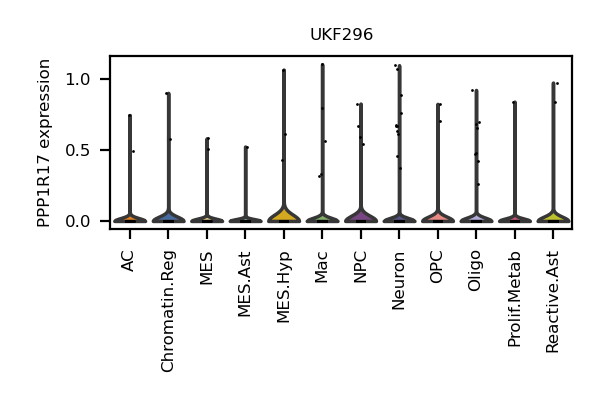 UKF296
PPP1R17 expression
1.0
0.5
0.0
AC
Chromatin.Reg
MES
MES.Ast
MES.Hyp
Mac
NPC
Neuron
OPC
Oligo
Prolif.Metab
Reactive.Ast